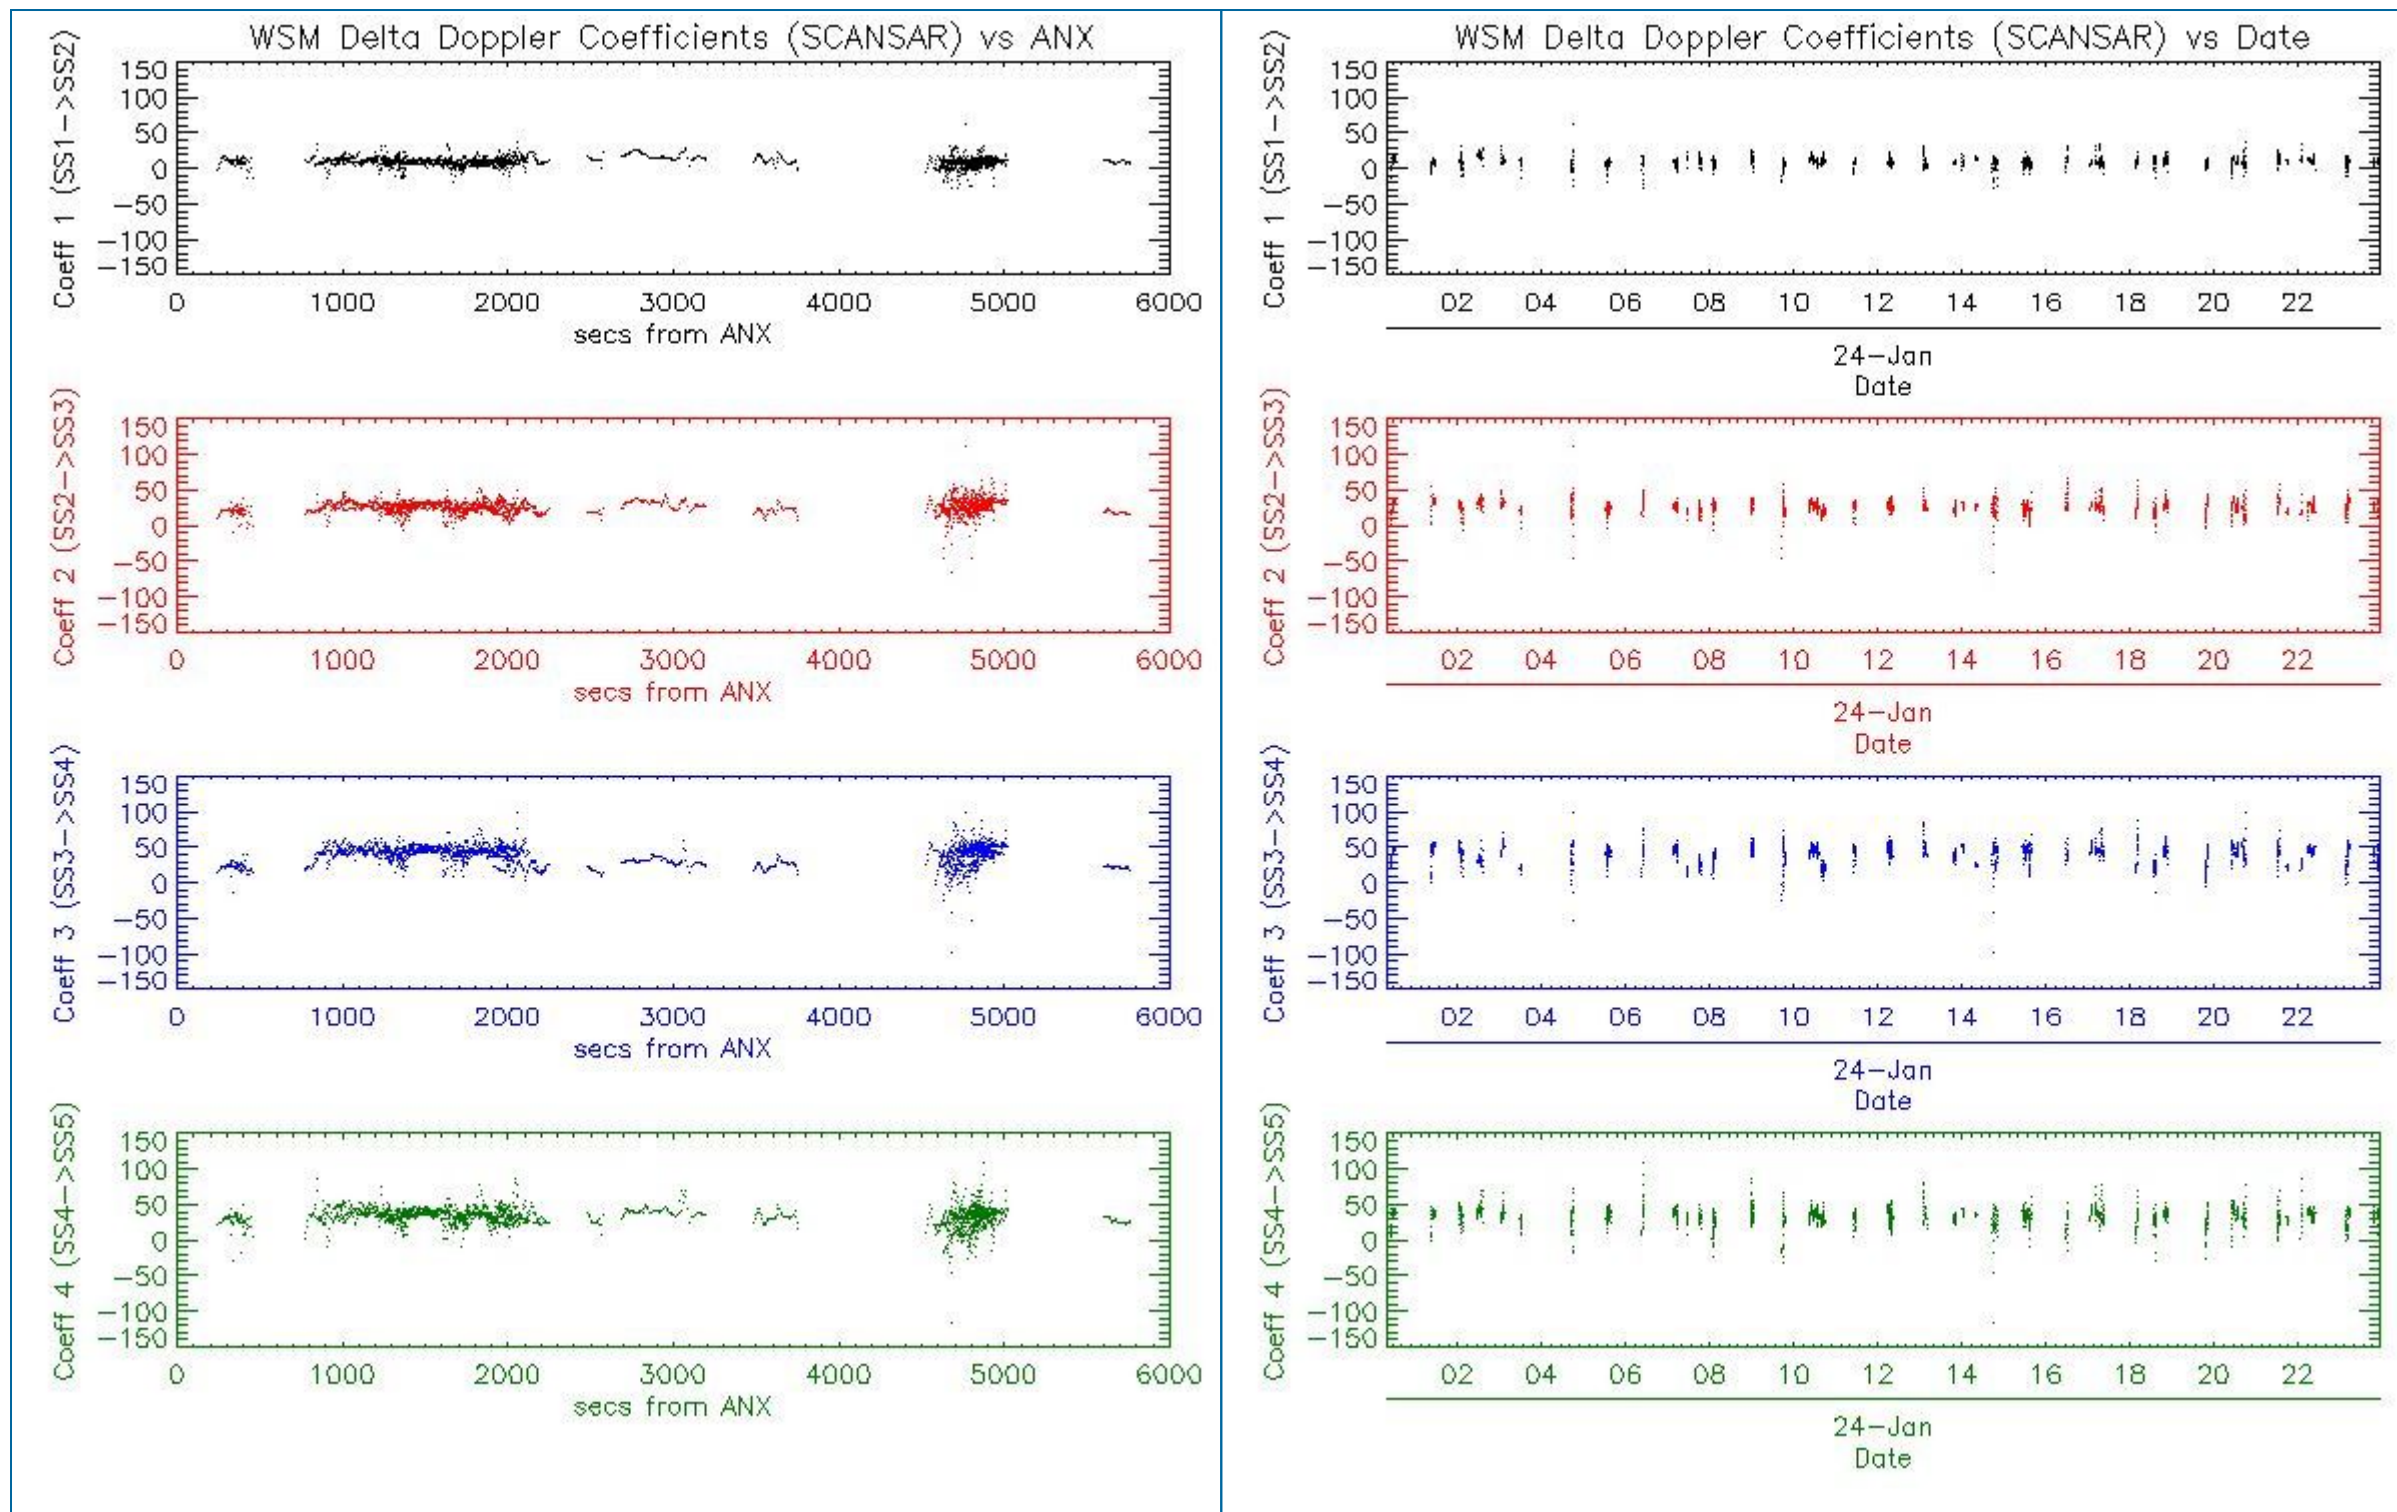 WSM Delta Doppler Coefficients (SCANSAR) vs ANX
Coeff 1 (SS1->SS2)
150
100
50
0
-50
-100
-150
0 1000 2000 3000 4000 5000 6000
secs from ANX
Coeff 2 (SS2->SS3)
150
100
50
0
-50
-100
-150
0 1000 2000 3000 4000 5000 6000
secs from ANX
Coeff 3 (SS3->SS4)
150
100
50
0
-50
-100
-150
0 1000 2000 3000 4000 5000 6000
secs from ANX
Coeff 4 (SS4->SS5)
150
100
50
0
-50
-100
-150
0 1000 2000 3000 4000 5000 6000
secs from ANX
WSM Delta Doppler Coefficients (SCANSAR) vs Date
Coeff 1 (SS1->SS2)
150
100
50
0
-50
-100
-150
02 04 06 08 10 12 14 16 18 20 22
24-Jan
Date
Coeff 2 (SS2->SS3)
150
100
50
0
-50
-100
-150
02 04 06 08 10 12 14 16 18 20 22
24-Jan
Date
Coeff 3 (SS3->SS4)
150
100
50
0
-50
-100
-150
02 04 06 08 10 12 14 16 18 20 22
24-Jan
Date
Coeff 4 (SS4->SS5)
150
100
50
0
-50
-100
-150
02 04 06 08 10 12 14 16 18 20 22
24-Jan
Date